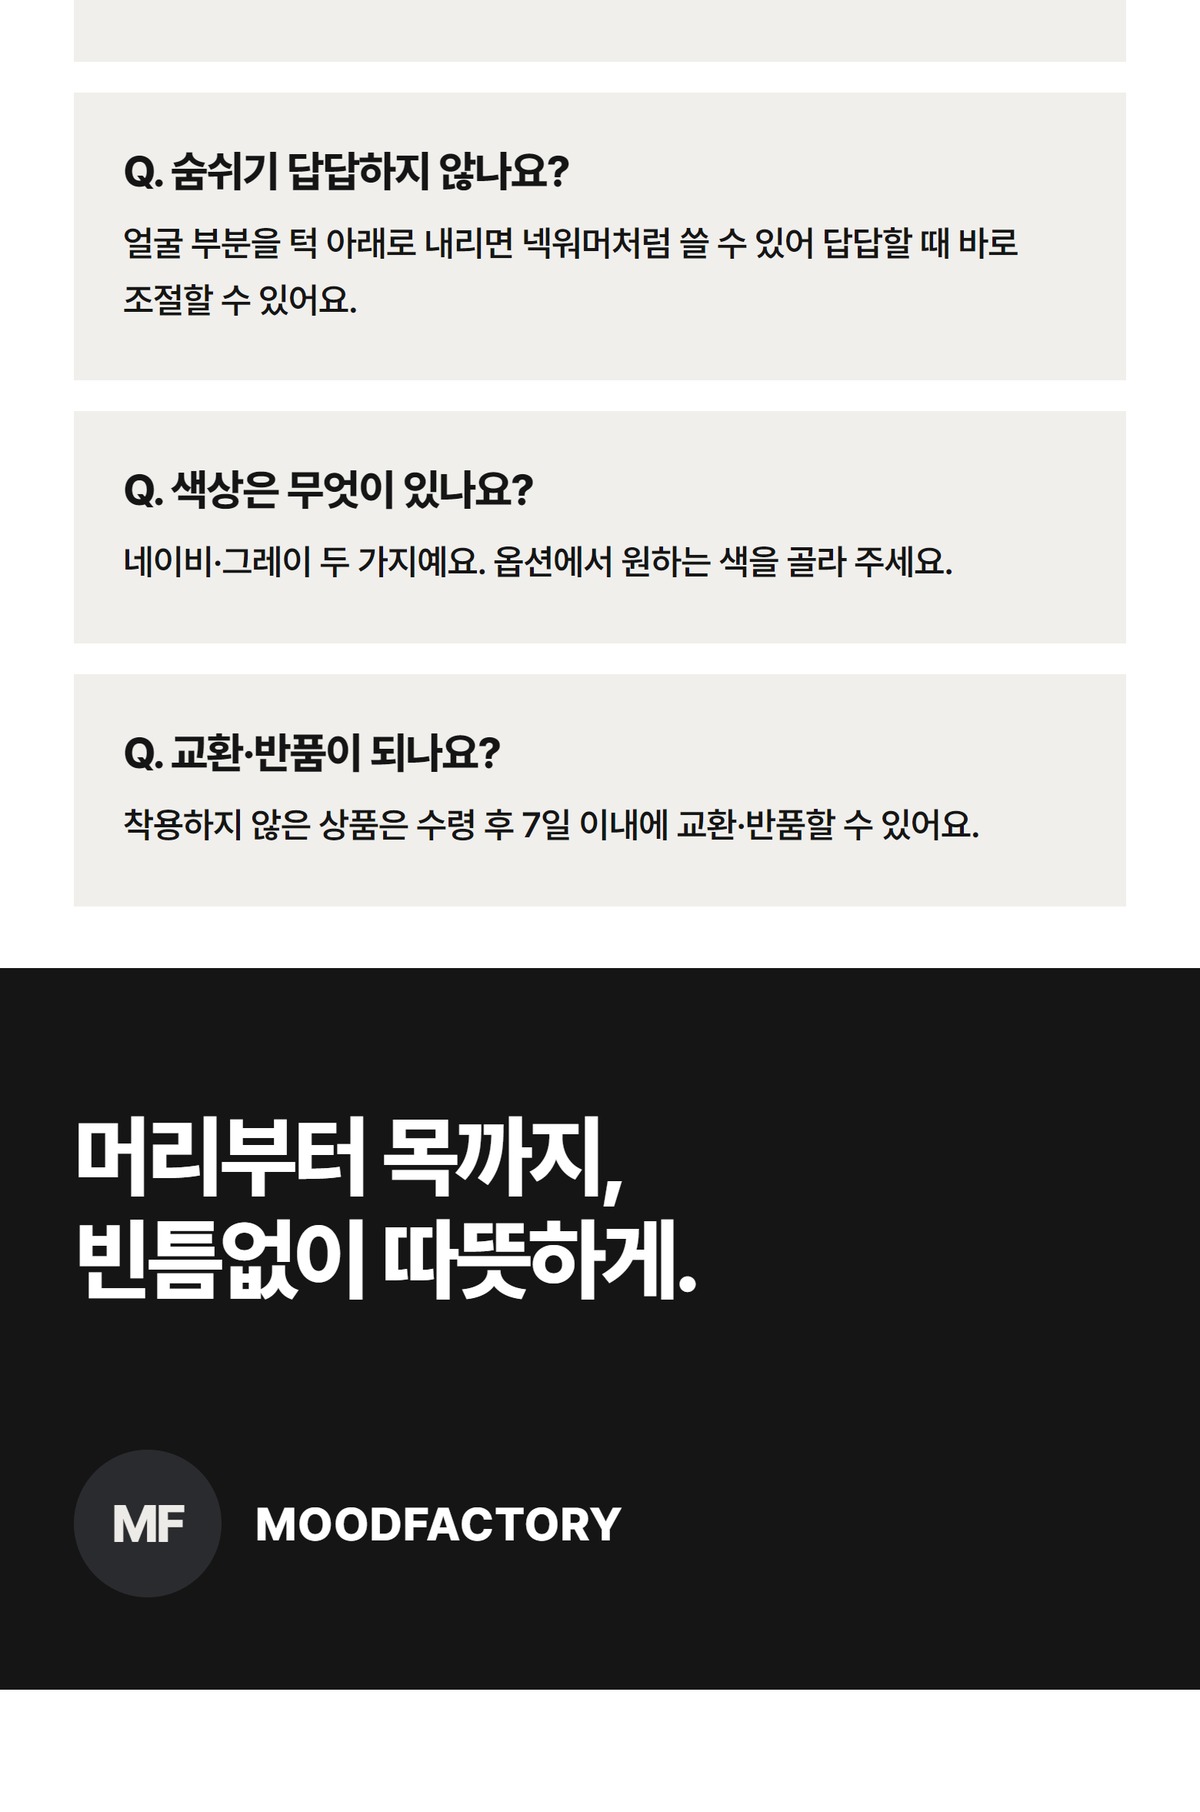 Q. 숨쉬기 답답하지 않나요?
얼굴 부분을 턱 아래로 내리면 넥워머처럼 쓸 수 있어 답답할 때 바로
조절할 수 있어요.
Q. 색상은 무엇이 있나요?
네이비·그레이 두 가지예요. 옵션에서 원하는 색을 골라 주세요.
Q. 교환·반품이 되나요?
착용하지 않은 상품은 수령 후 7일 이내에 교환·반품할 수 있어요.
머리부터 목까지,
빈틈없이 따뜻하게.
MF
MOODFACTORY